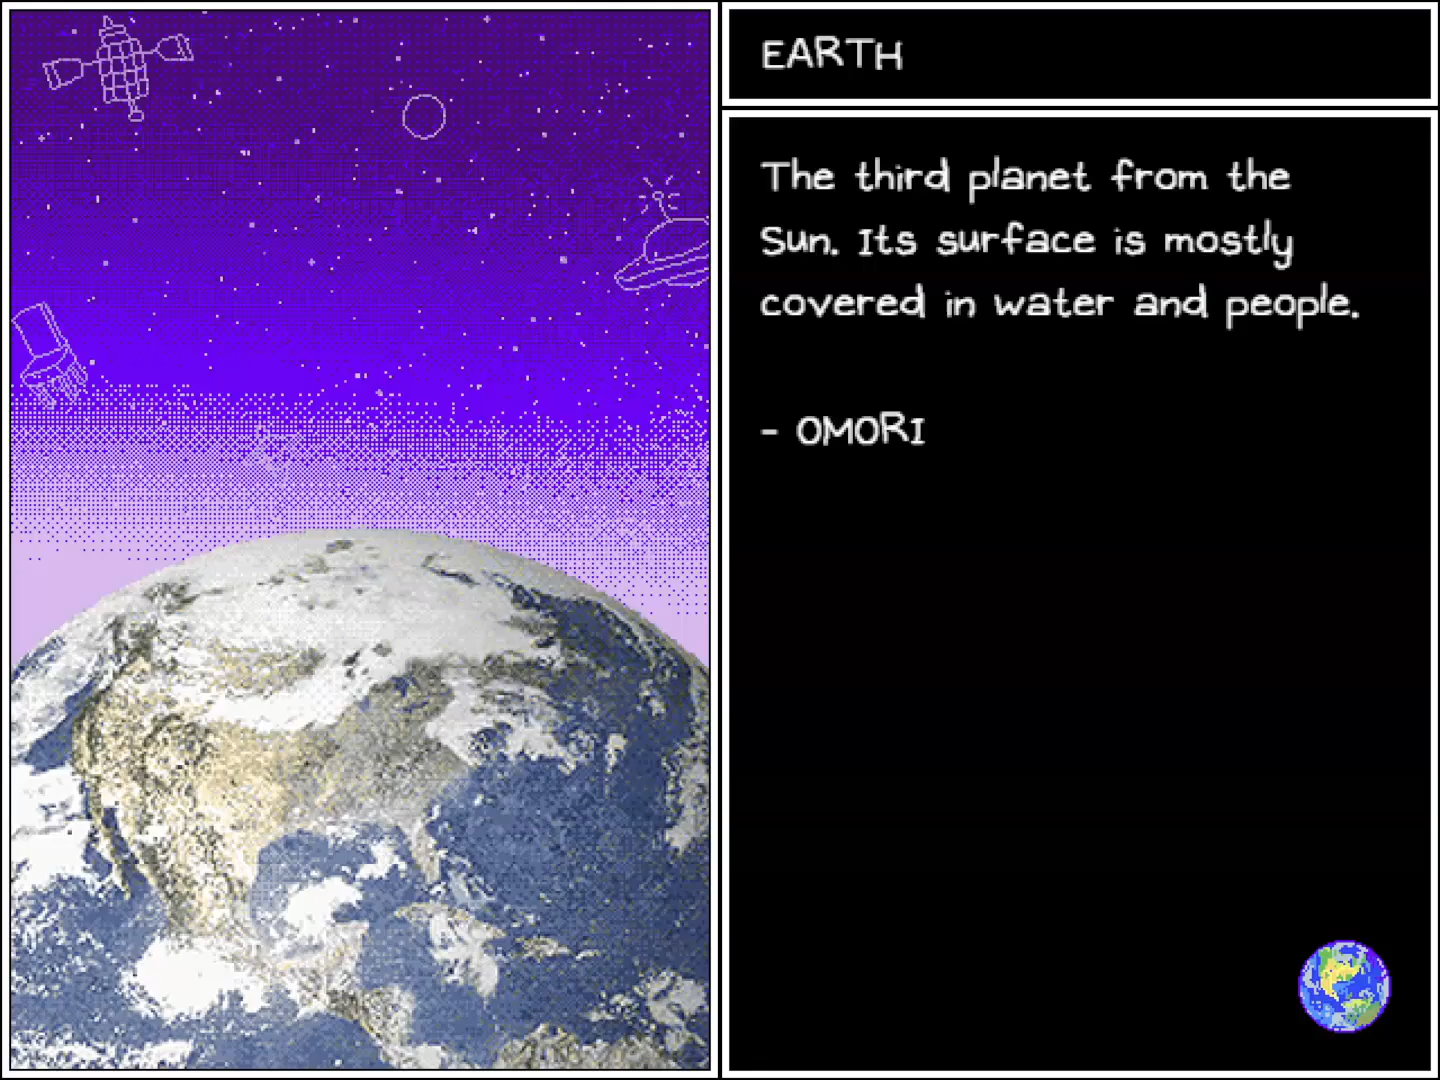 EARTH
The third planet from the
Sun. Its surface is mostly
covered in water and people.
- OMORI